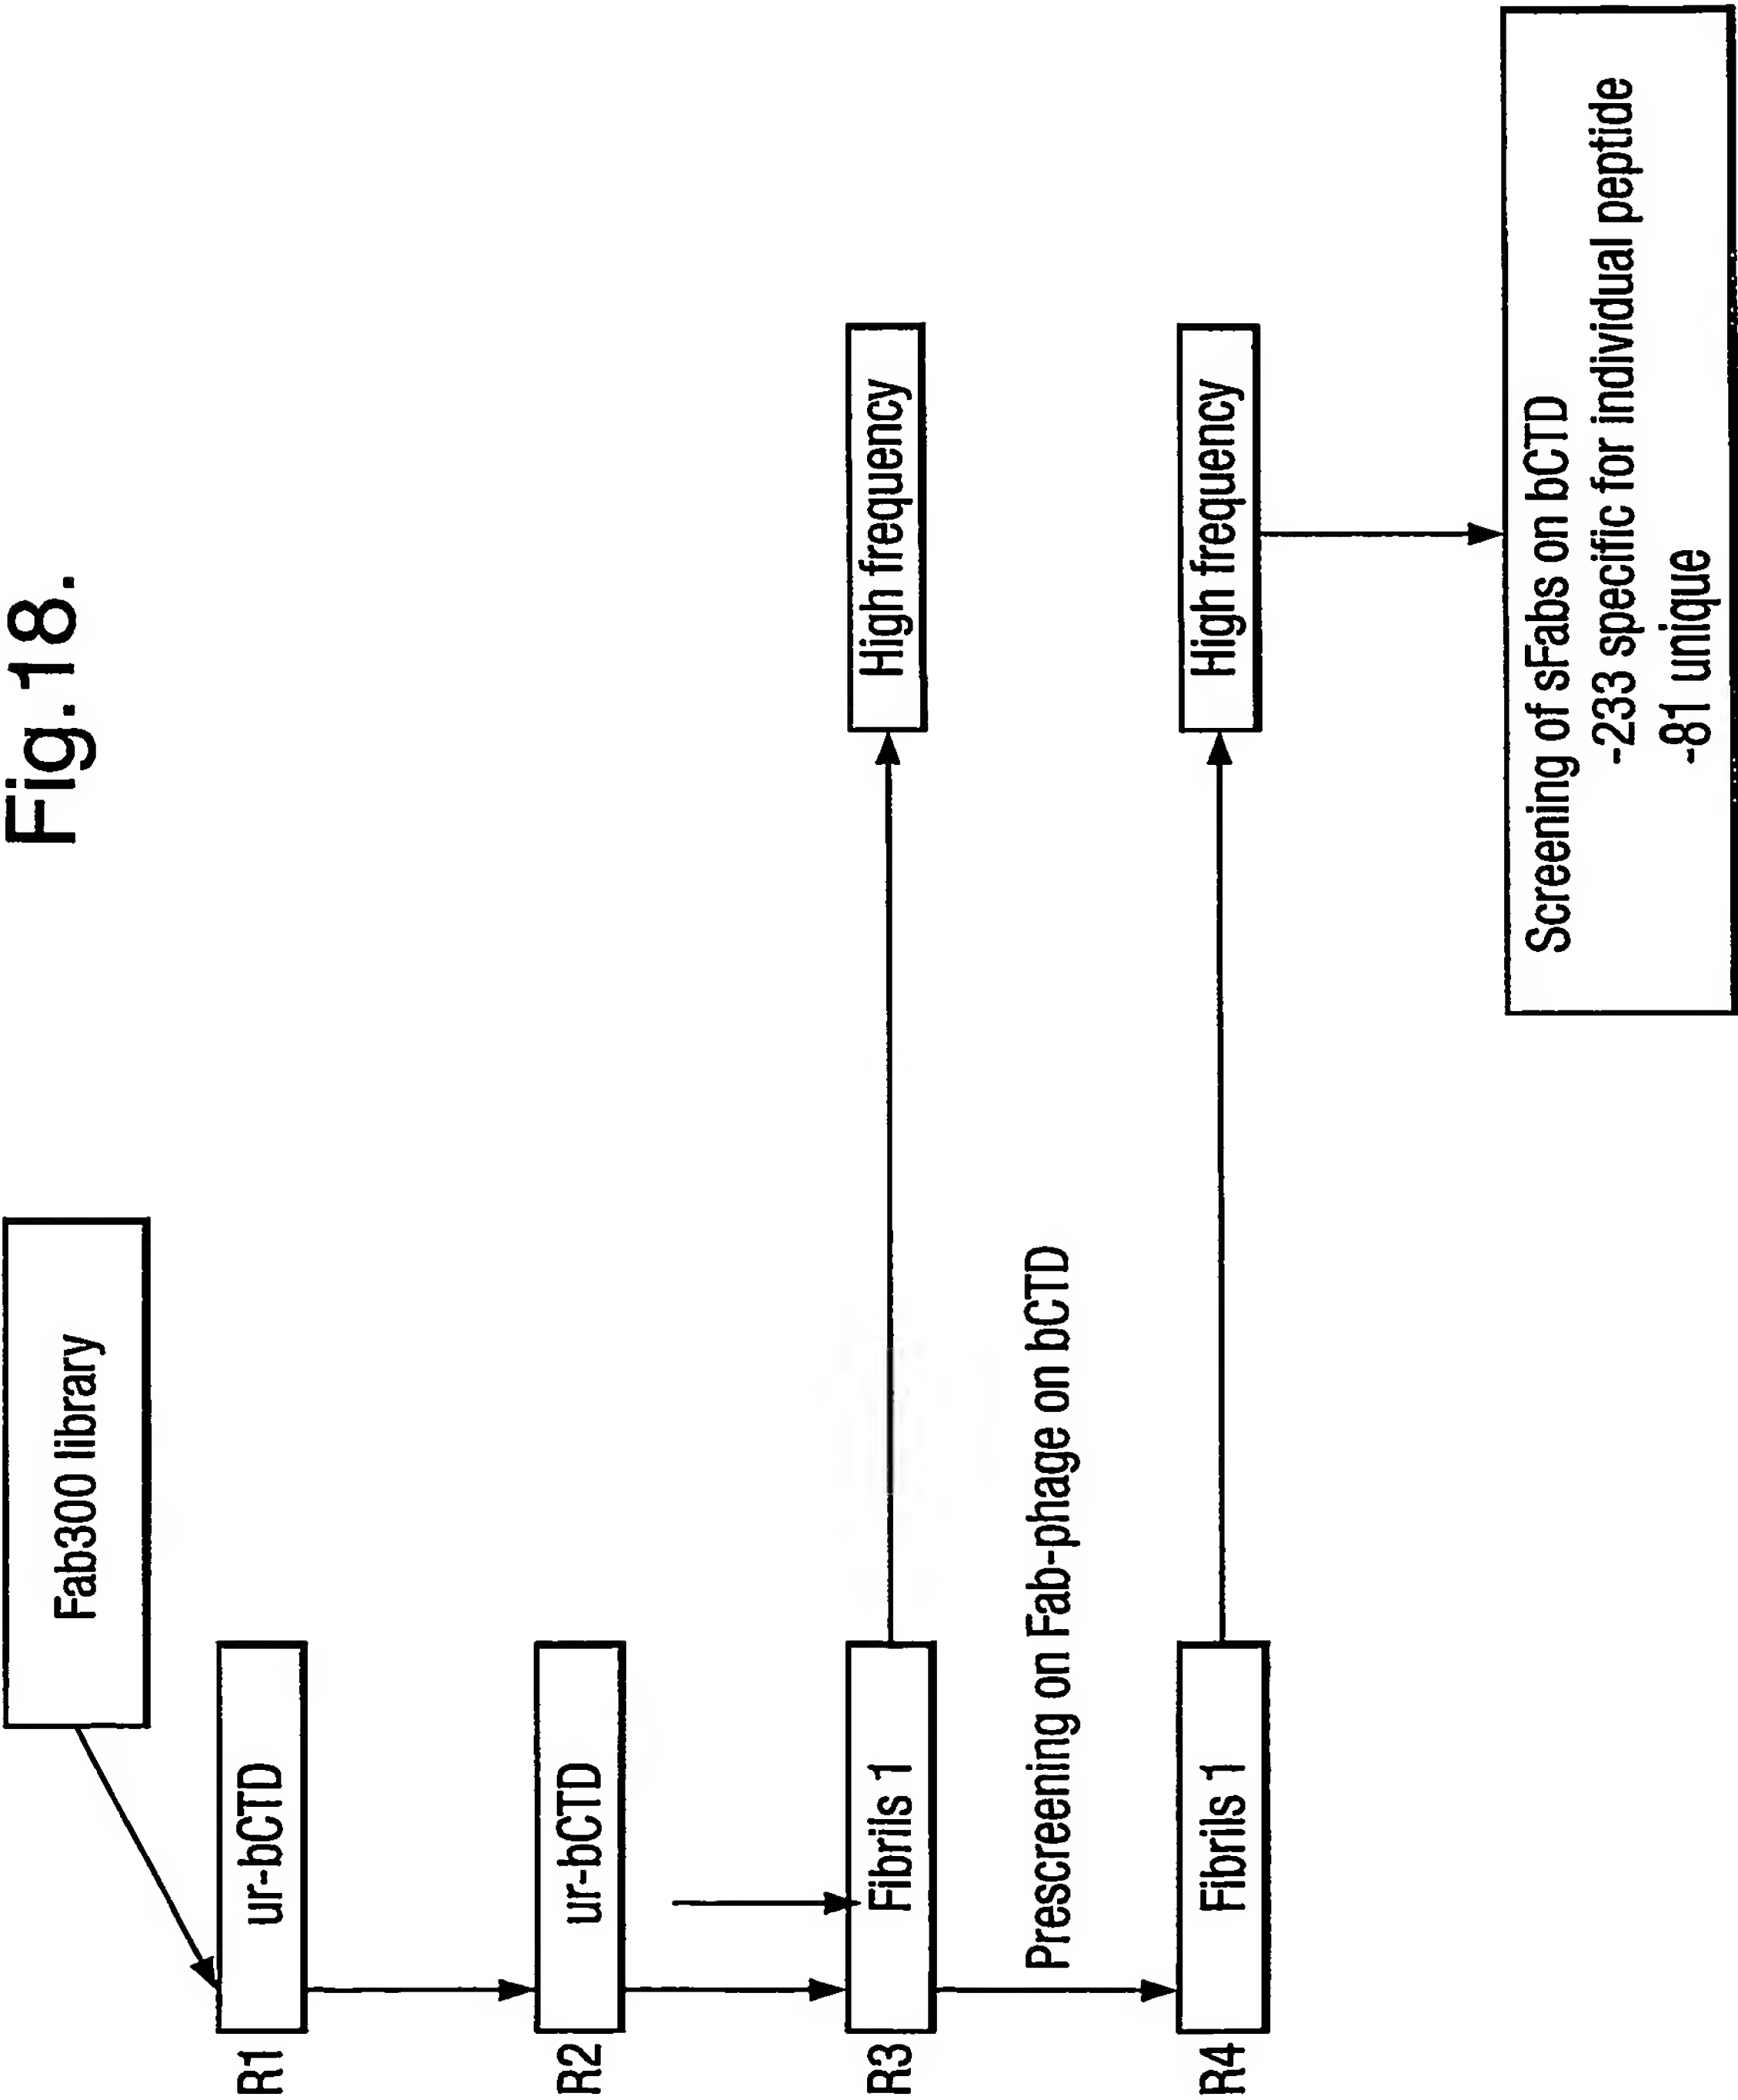 Fig.18.
Fab300 library
R1
ur-bCTD
R2
ur-bCTD
R3
Fibrils 1
High frequency
Prescreening on Fab-phage on bCTD
R4
Fibrils 1
High frequency
Screening of sFabs on bCTD
-233 specific for individual peptide
-81 unique